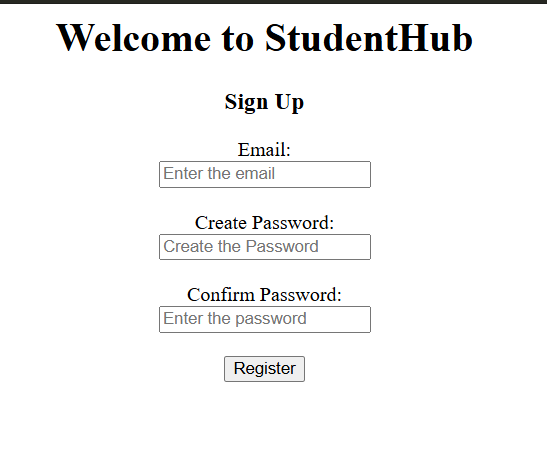 Welcome to StudentHub
Sign Up
Email:
Enter the email
Create Password:
Create the Password
Confirm Password:
Enter the password
Register